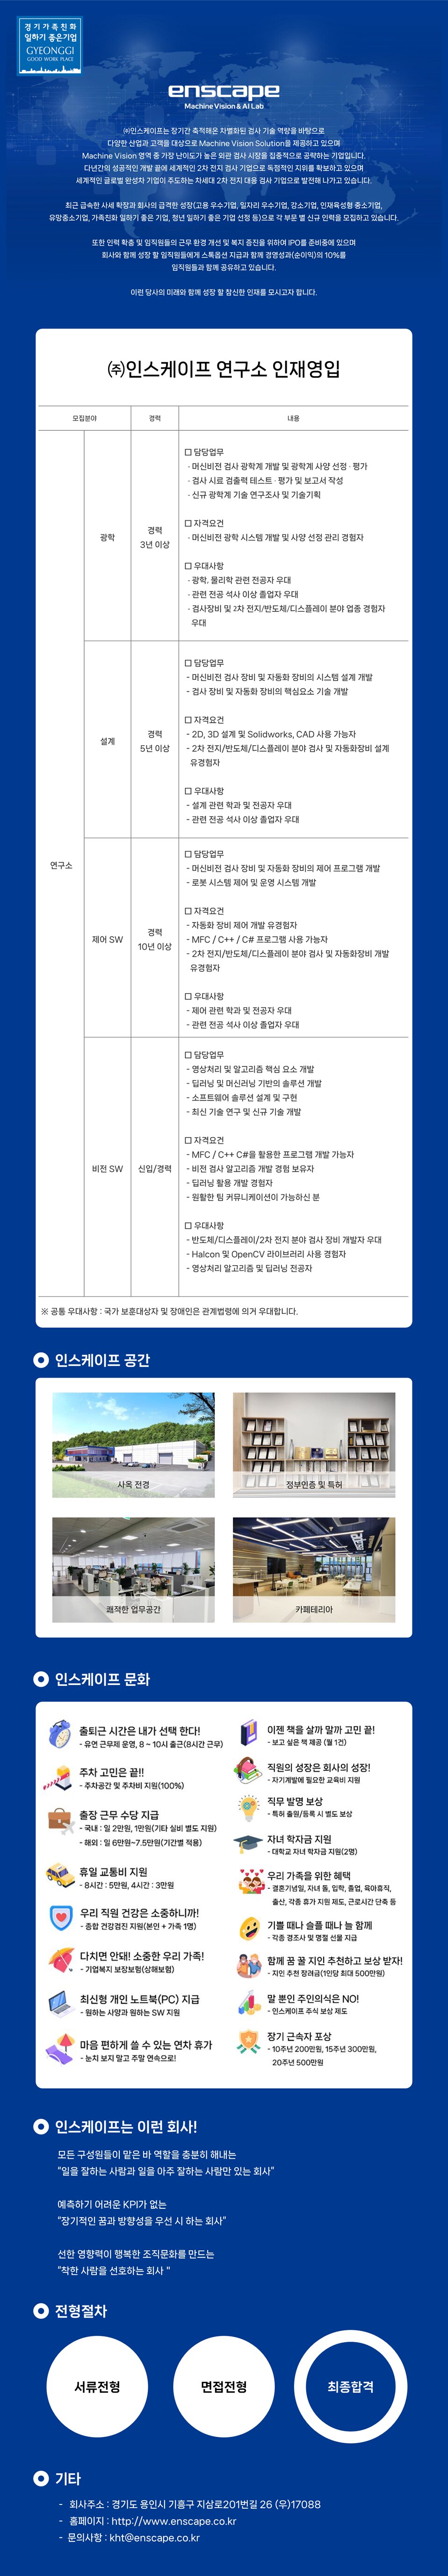 경기가족친화
일하기 좋은기업
GYEONGGI
GOOD WORK PLACE
enscape
Machine Vision & AI Lab
㈜인스케이프는 장기간 축적해온 차별화된 검사 기술 역량을 바탕으로
다양한 산업과 고객을 대상으로 Machine Vision Solution을 제공하고 있으며
Machine Vision 영역 중 가장 난이도가 높은 외관 검사 시장을 집중적으로 공략하는 기업입니다.
다년간의 성공적인 개발 끝에 세계적인 2차 전지 검사 기업으로 독점적인 지위를 확보하고 있으며
세계적인 글로벌 완성차 기업이 주도하는 차세대 2차 전지 대응 검사 기업으로 발전해 나가고 있습니다.
최근 급속한 사세 확장과 회사의 급격한 성장(고용 우수기업, 일자리 우수기업, 강소기업, 인재육성형 중소기업,
유망중소기업, 가족친화 일하기 좋은 기업, 청년 일하기 좋은 기업 선정 등)으로 각 부문 별 신규 인력을 모집하고 있습니다.
또한 인력 확충 및 임직원들의 근무 환경 개선 및 복지 증진을 위하여 IPO를 준비중에 있으며
회사와 함께 성장 할 임직원들에게 스톡옵션 지급과 함께 경영성과(순이익)의 10%를
임직원들과 함께 공유하고 있습니다.
이런 당사의 미래와 함께 성장 할 참신한 인재를 모시고자 합니다.
㈜인스케이프 연구소 인재영입
모집분야 경력 내용
연구소
광학
경력
3년 이상
□ 담당업무
· 머신비전 검사 광학계 개발 및 광학계 사양 선정 · 평가
· 검사 시료 검출력 테스트 · 평가 및 보고서 작성
· 신규 광학계 기술 연구조사 및 기술기획
□ 자격요건
· 머신비전 광학 시스템 개발 및 사양 선정 관리 경험자
□ 우대사항
· 광학, 물리학 관련 전공자 우대
· 관련 전공 석사 이상 졸업자 우대
· 검사장비 및 2차 전지/반도체/디스플레이 분야 업종 경험자
우대
설계
경력
5년 이상
□ 담당업무
- 머신비전 검사 장비 및 자동화 장비의 시스템 설계 개발
- 검사 장비 및 자동화 장비의 핵심요소 기술 개발
□ 자격요건
- 2D, 3D 설계 및 Solidworks, CAD 사용 가능자
- 2차 전지/반도체/디스플레이 분야 검사 및 자동화장비 설계
유경험자
□ 우대사항
- 설계 관련 학과 및 전공자 우대
- 관련 전공 석사 이상 졸업자 우대
제어 SW
경력
10년 이상
□ 담당업무
- 머신비전 검사 장비 및 자동화 장비의 제어 프로그램 개발
- 로봇 시스템 제어 및 운영 시스템 개발
□ 자격요건
- 자동화 장비 제어 개발 유경험자
- MFC / C++ / C# 프로그램 사용 가능자
- 2차 전지/반도체/디스플레이 분야 검사 및 자동화장비 개발
유경험자
□ 우대사항
- 제어 관련 학과 및 전공자 우대
- 관련 전공 석사 이상 졸업자 우대
비전 SW
신입/경력
□ 담당업무
- 영상처리 및 알고리즘 핵심 요소 개발
- 딥러닝 및 머신러닝 기반의 솔루션 개발
- 소프트웨어 솔루션 설계 및 구현
- 최신 기술 연구 및 신규 기술 개발
□ 자격요건
- MFC / C++ C#을 활용한 프로그램 개발 가능자
- 비전 검사 알고리즘 개발 경험 보유자
- 딥러닝 활용 개발 경험자
- 원활한 팀 커뮤니케이션이 가능하신 분
□ 우대사항
- 반도체/디스플레이/2차 전지 분야 검사 장비 개발자 우대
- Halcon 및 OpenCV 라이브러리 사용 경험자
- 영상처리 알고리즘 및 딥러닝 전공자
※ 공통 우대사항 : 국가 보훈대상자 및 장애인은 관계법령에 의거 우대합니다.
인스케이프 공간
사옥 전경
정부인증 및 특허
쾌적한 업무공간
카페테리아
인스케이프 문화
출퇴근 시간은 내가 선택 한다!
- 유연 근무제 운영, 8 ~ 10시 출근(8시간 근무)
주차 고민은 끝!!
- 주차공간 및 주차비 지원(100%)
출장 근무 수당 지급
- 국내 : 일 2만원, 1만원(기타 실비 별도 지원)
- 해외 : 일 6만원~7.5만원(기간별 적용)
휴일 교통비 지원
- 8시간 : 5만원, 4시간 : 3만원
우리 직원 건강은 소중하니까!
- 종합 건강검진 지원(본인 + 가족 1명)
다치면 안돼! 소중한 우리 가족!
- 기업복지 보장보험(상해보험)
최신형 개인 노트북(PC) 지급
- 원하는 사양과 원하는 SW 지원
마음 편하게 쓸 수 있는 연차 휴가
- 눈치 보지 말고 주말 연속으로!
이젠 책을 살까 말까 고민 끝!
- 보고 싶은 책 제공 (월 1건)
직원의 성장은 회사의 성장!
- 자기계발에 필요한 교육비 지원
직무 발명 보상
- 특허 출원/등록 시 별도 보상
자녀 학자금 지원
- 대학교 자녀 학자금 지원(2명)
우리 가족을 위한 혜택
- 결혼기념일, 자녀 돌, 입학, 졸업, 육아휴직,
출산, 각종 휴가 지원 제도, 근로시간 단축 등
기쁠 때나 슬플 때나 늘 함께
- 각종 경조사 및 명절 선물 지급
함께 꿈 꿀 지인 추천하고 보상 받자!
- 지인 추천 장려금(1인당 최대 500만원)
말 뿐인 주인의식은 NO!
- 인스케이프 주식 보상 제도
장기 근속자 포상
- 10주년 200만원, 15주년 300만원,
20주년 500만원
인스케이프는 이런 회사!
모든 구성원들이 맡은 바 역할을 충분히 해내는
"일을 잘하는 사람과 일을 아주 잘하는 사람만 있는 회사"
예측하기 어려운 KPI가 없는
"장기적인 꿈과 방향성을 우선 시 하는 회사"
선한 영향력이 행복한 조직문화를 만드는
"착한 사람을 선호하는 회사 "
전형절차
서류전형
면접전형
최종합격
기타
- 회사주소 : 경기도 용인시 기흥구 지삼로201번길 26 (우)17088
- 홈페이지 : http://www.enscape.co.kr
- 문의사항 : kht@enscape.co.kr